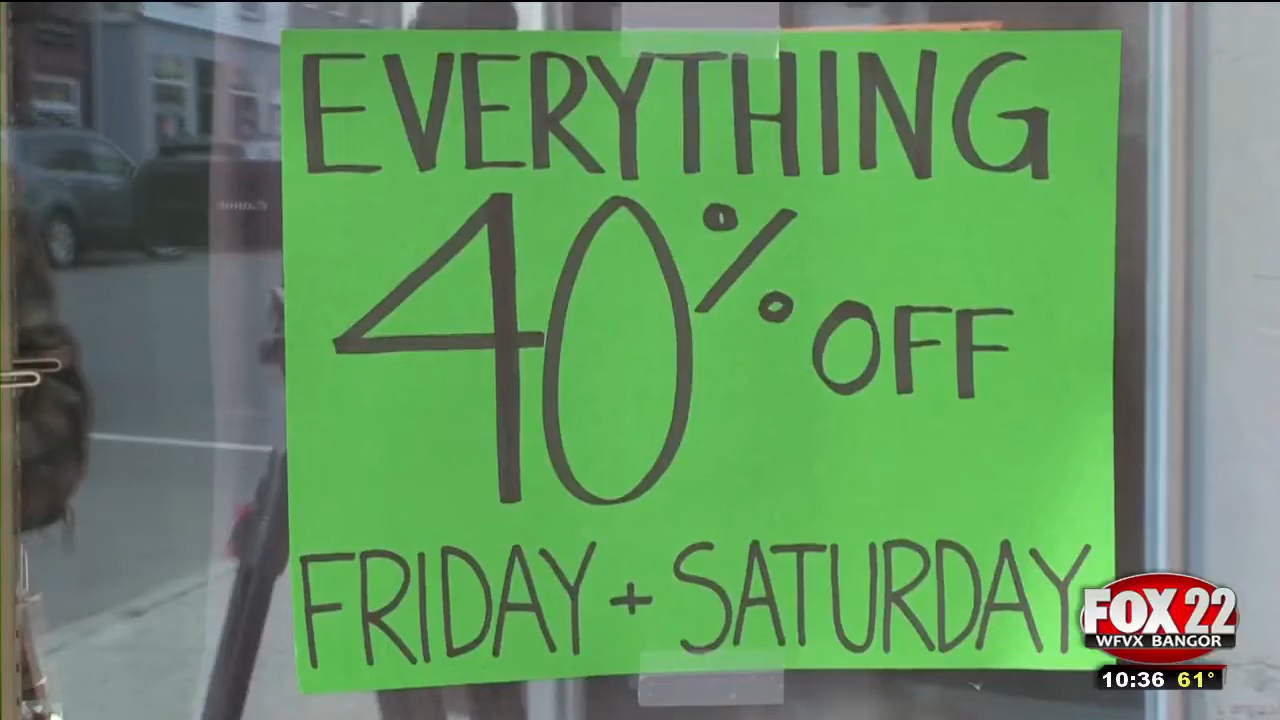 EVERYTHING
40% OFF
FRIDAY + SATURDAY
FOX 22
WFVX BANGOR
10:36 61°